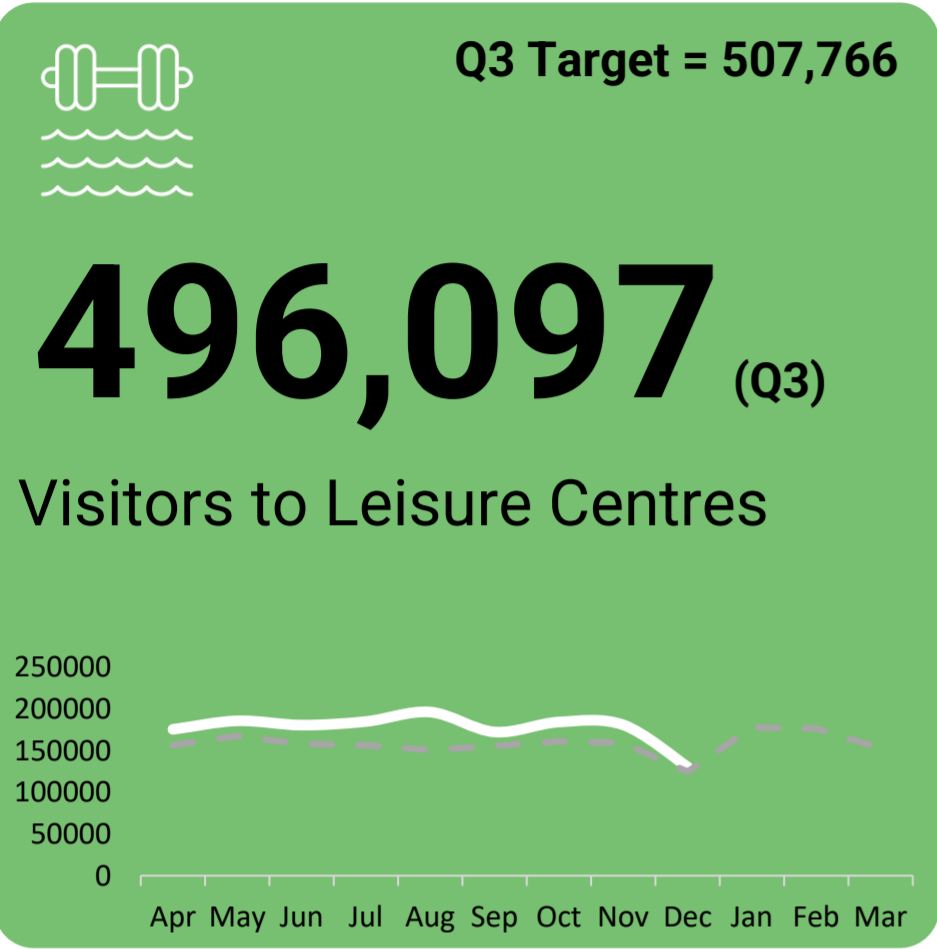 Q3 Target = 507,766
496,097 (Q3)
Visitors to Leisure Centres
250000
200000
150000
100000
50000
0
Apr May Jun Jul Aug Sep Oct Nov Dec Jan Feb Mar